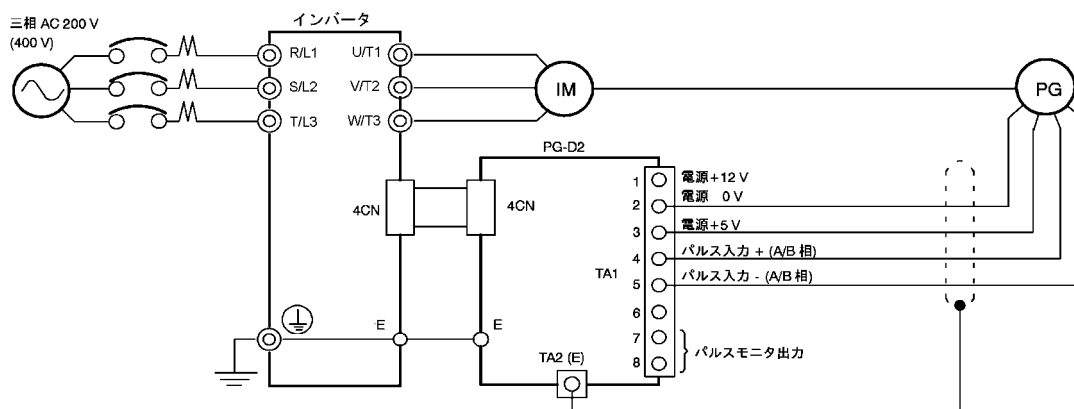 三相 AC 200 V
(400 V)
インバータ
R/L1
U/T1
S/L2
V/T2
T/L3
W/T3
IM
PG
PG-D2
4CN
4CN
TA1
1 電源+12 V
2 電源 0 V
3 電源+5 V
4 パルス入力 + (A/B 相)
5 パルス入力 - (A/B 相)
6
7
8
パルスモニタ出力
E
E
TA2 (E)